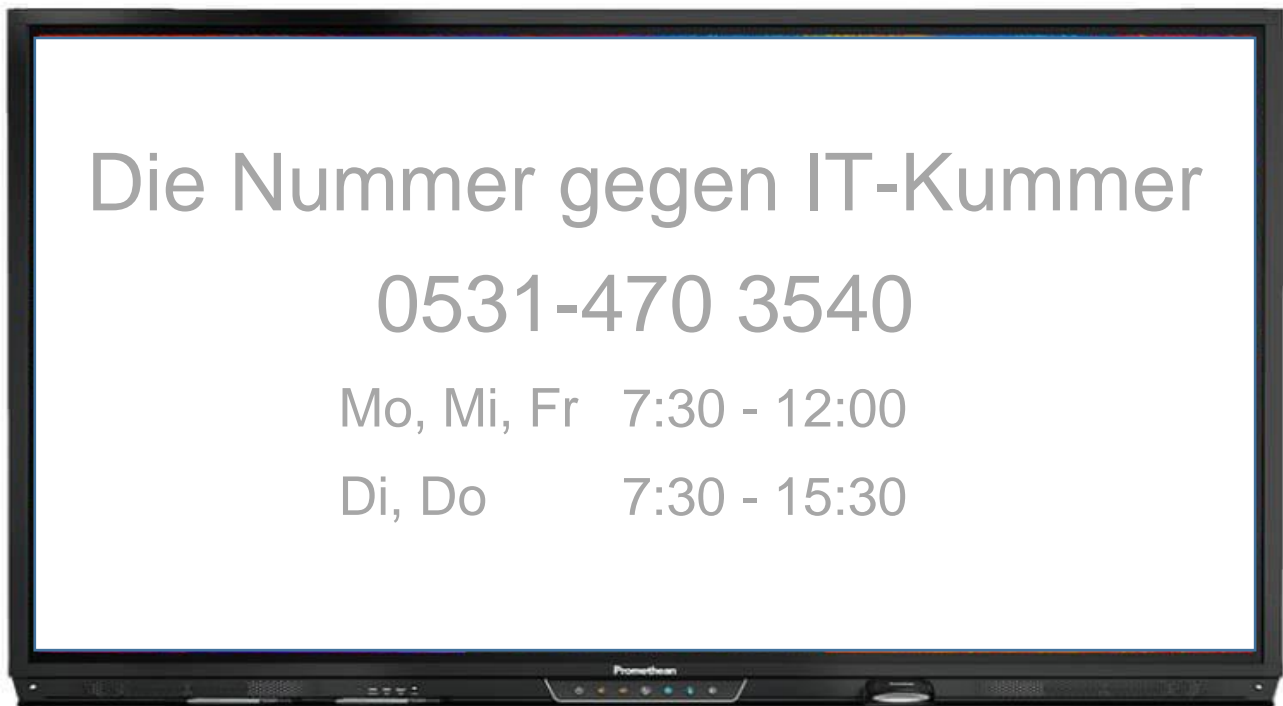 Die Nummer gegen IT-Kummer
0531-470 3540
Mo, Mi, Fr 7:30 - 12:00
Di, Do 7:30 - 15:30
Promethean